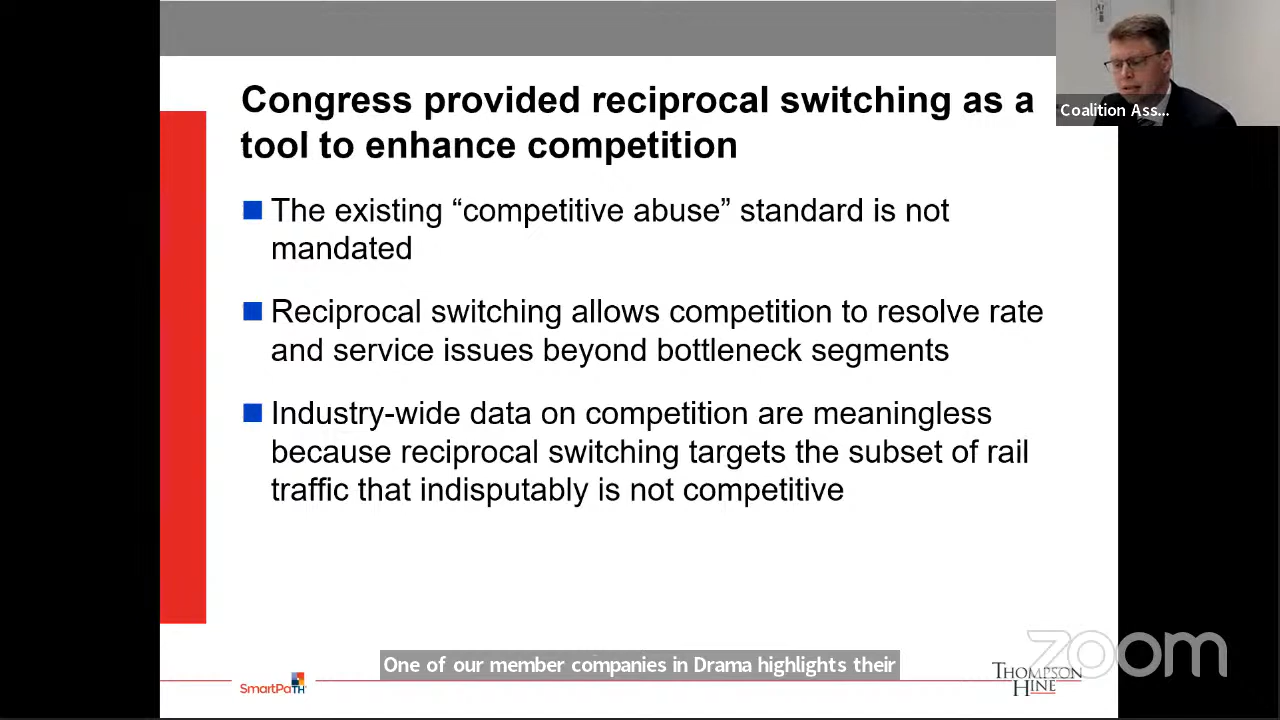 Congress provided reciprocal switching as a
tool to enhance competition
Coalition Ass...
The existing “competitive abuse” standard is not
mandated
Reciprocal switching allows competition to resolve rate
and service issues beyond bottleneck segments
Industry-wide data on competition are meaningless
because reciprocal switching targets the subset of rail
traffic that indisputably is not competitive
One of our member companies in Drama highlights their
SmartPaTH
THOMPSON
HINE
zoom